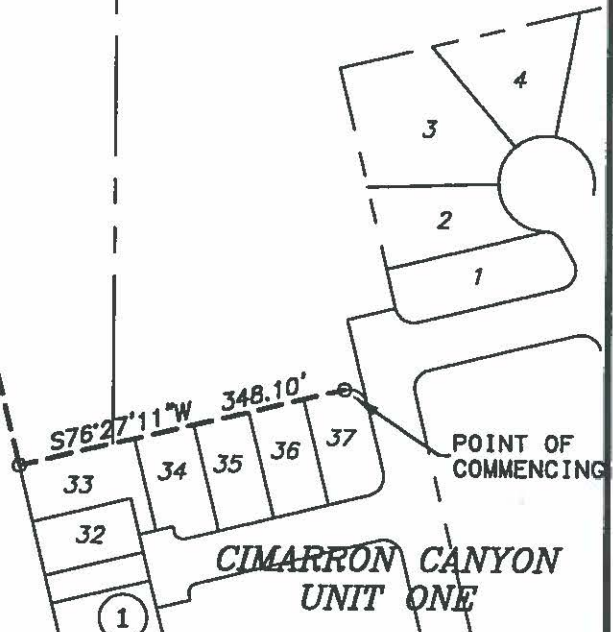 4
3
2
1
S76°27'11"W 348.10'
37
36
35
34
33
32
POINT OF
COMMENCING
CIMARRON CANYON
UNIT ONE
1